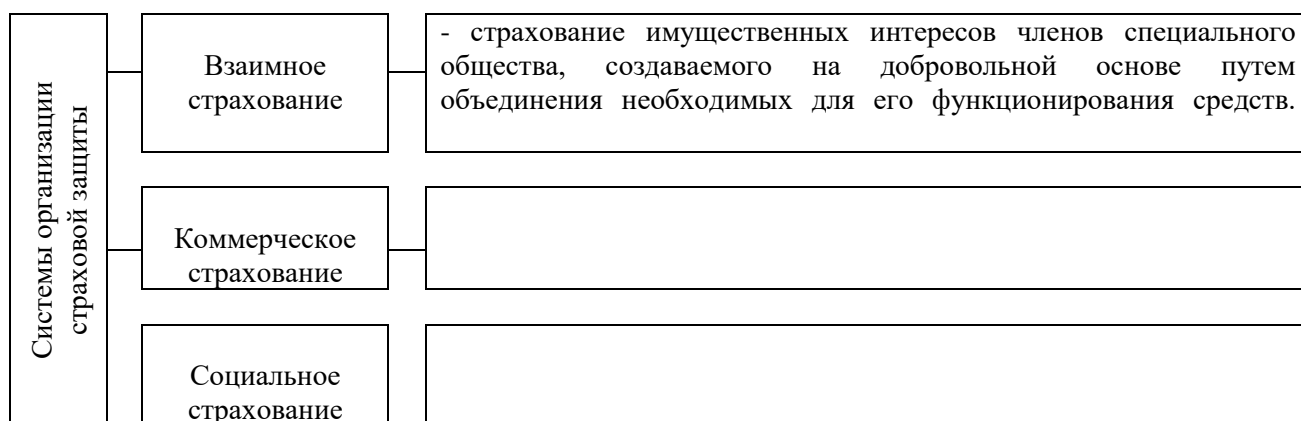 Системы организации
страховой защиты
Взаимное
страхование
- страхование имущественных интересов членов специального
общества, создаваемого на добровольной основе путем
объединения необходимых для его функционирования средств.
Коммерческое
страхование
Социальное
страхование